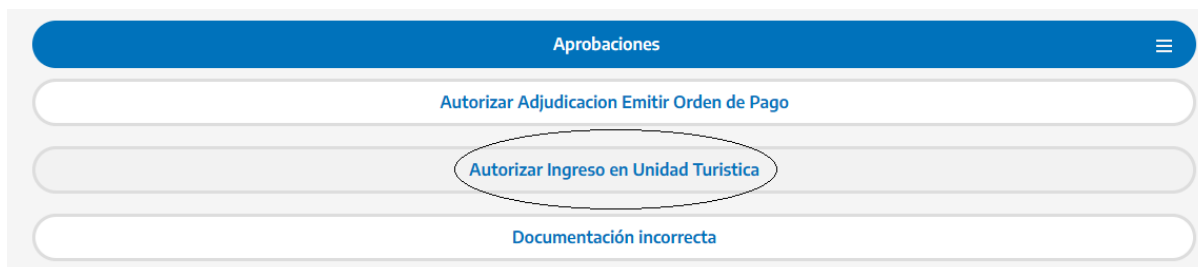 Aprobaciones
Autorizar Adjudicacion Emitir Orden de Pago
Autorizar Ingreso en Unidad Turistica
Documentación incorrecta